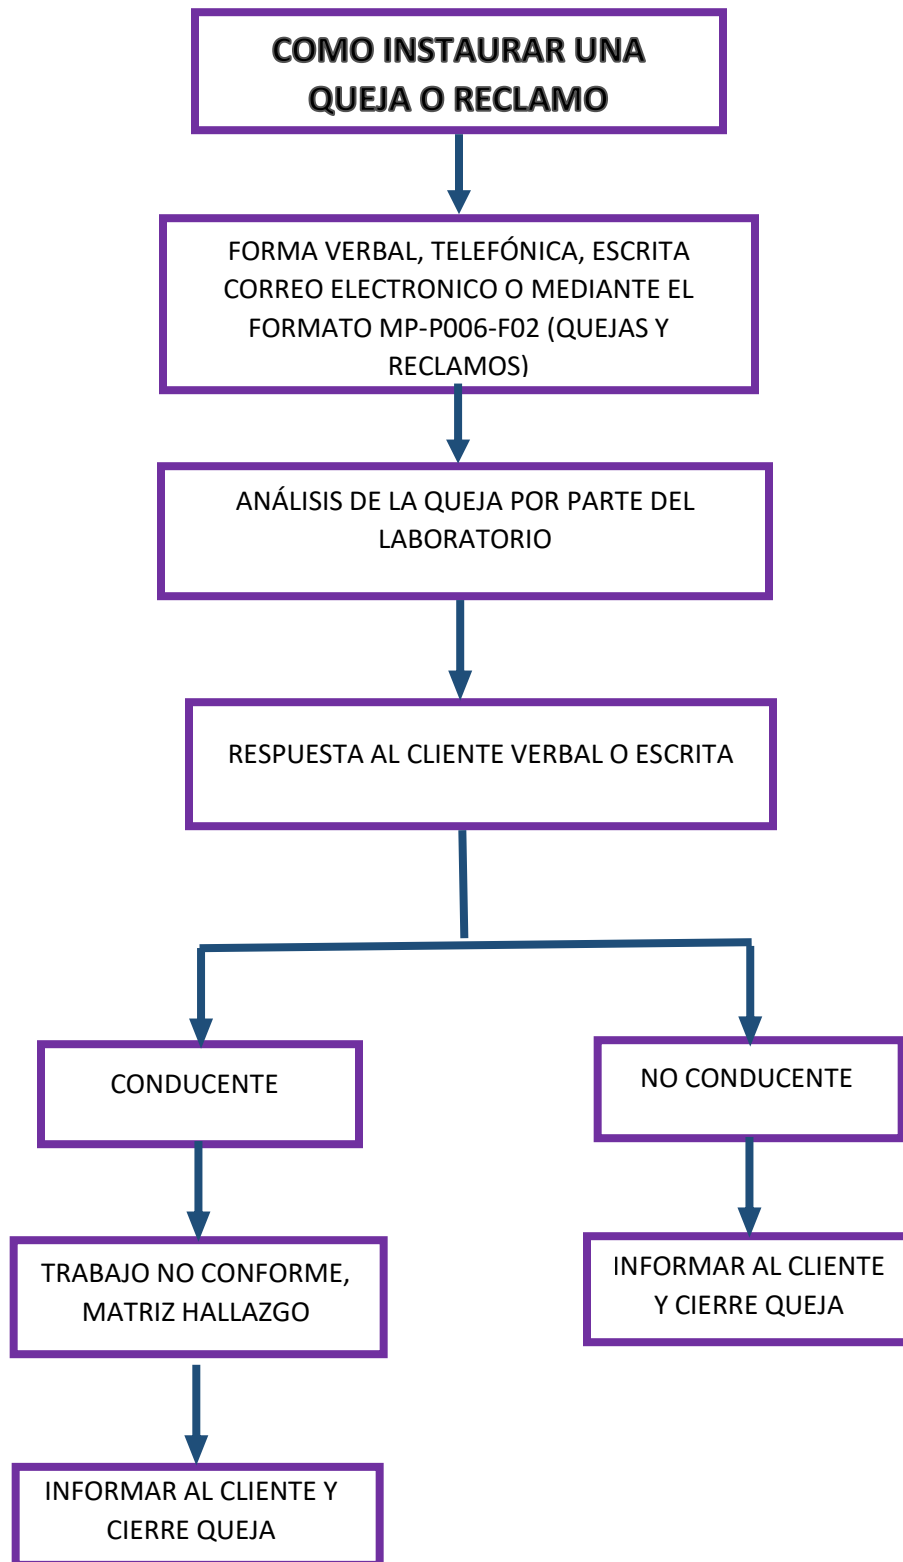 COMO INSTAURAR UNA
QUEJA O RECLAMO
FORMA VERBAL, TELEFÓNICA, ESCRITA
CORREO ELECTRONICO O MEDIANTE EL
FORMATO MP-P006-F02 (QUEJAS Y
RECLAMOS)
ANÁLISIS DE LA QUEJA POR PARTE DEL
LABORATORIO
RESPUESTA AL CLIENTE VERBAL O ESCRITA
CONDUCENTE
NO CONDUCENTE
TRABAJO NO CONFORME,
MATRIZ HALLAZGO
INFORMAR AL CLIENTE
Y CIERRE QUEJA
INFORMAR AL CLIENTE Y
CIERRE QUEJA